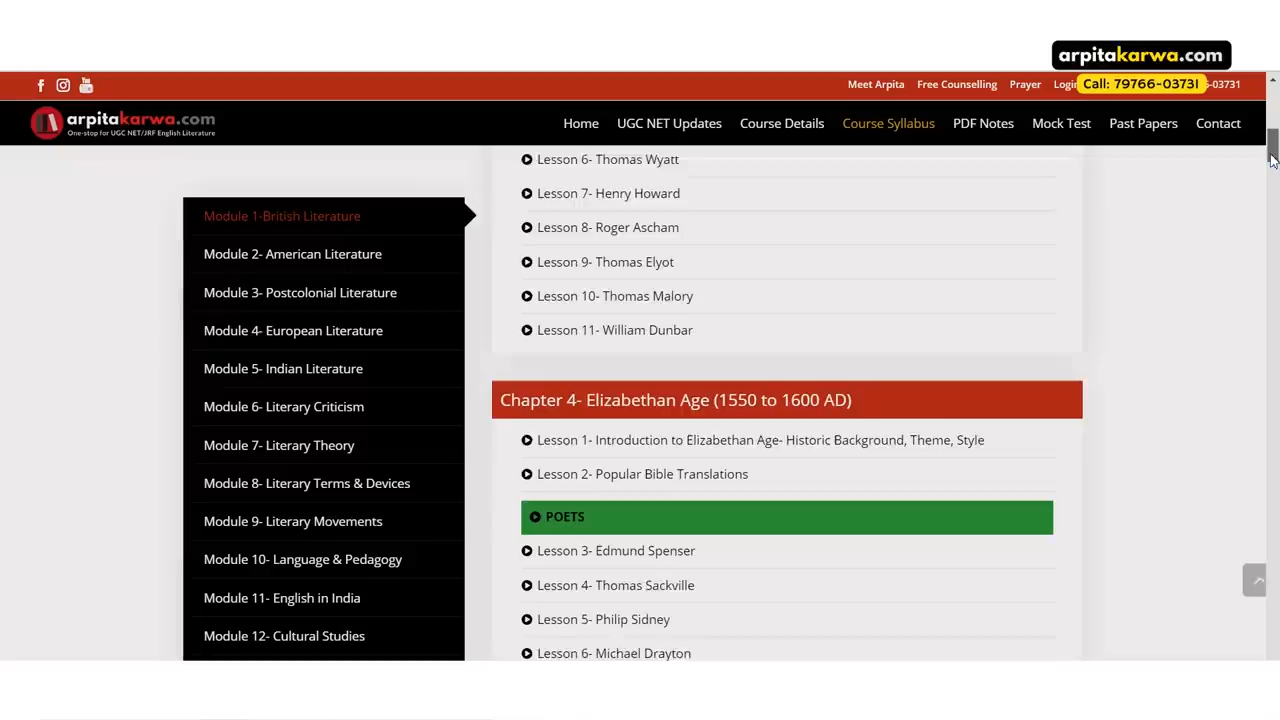 arpitakarwa.com
Meet Arpita Free Counselling Prayer Login Call: 79766-03731 -03731
arpitakarwa.com
One-stop for UGC NET/JRF English Literature
Home UGC NET Updates Course Details Course Syllabus PDF Notes Mock Test Past Papers Contact
Module 1-British Literature
Module 2- American Literature
Module 3- Postcolonial Literature
Module 4- European Literature
Module 5- Indian Literature
Module 6- Literary Criticism
Module 7- Literary Theory
Module 8- Literary Terms & Devices
Module 9- Literary Movements
Module 10- Language & Pedagogy
Module 11- English in India
Module 12- Cultural Studies
Lesson 6- Thomas Wyatt
Lesson 7- Henry Howard
Lesson 8- Roger Ascham
Lesson 9- Thomas Elyot
Lesson 10- Thomas Malory
Lesson 11- William Dunbar
Chapter 4- Elizabethan Age (1550 to 1600 AD)
Lesson 1- Introduction to Elizabethan Age- Historic Background, Theme, Style
Lesson 2- Popular Bible Translations
POETS
Lesson 3- Edmund Spenser
Lesson 4- Thomas Sackville
Lesson 5- Philip Sidney
Lesson 6- Michael Drayton